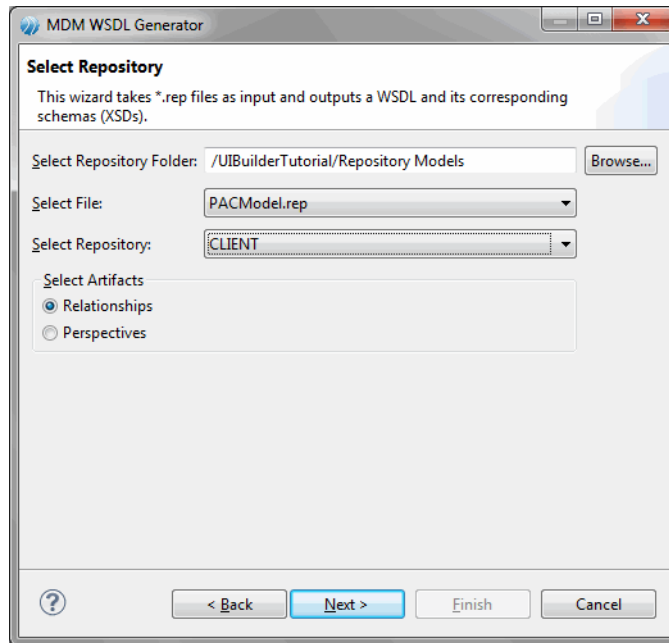 MDM WSDL Generator
Select Repository
This wizard takes *.rep files as input and outputs a WSDL and its corresponding
schemas (XSDs).
Select Repository Folder: /UIBuilderTutorial/Repository Models Browse...
Select File: PACModel.rep
Select Repository: CLIENT
Select Artifacts
Relationships
Perspectives
? < Back Next > Finish Cancel